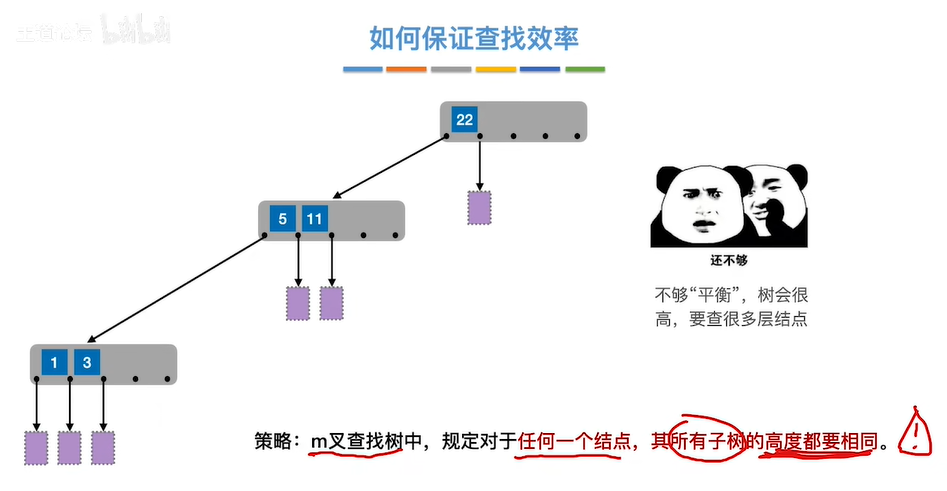 王道论坛 bilibili
如何保证查找效率
22
5 11
还不够
不够“平衡”，树会很
高，要查很多层结点
1 3
策略：m叉查找树中，规定对于任何一个结点，其所有子树的高度都要相同。